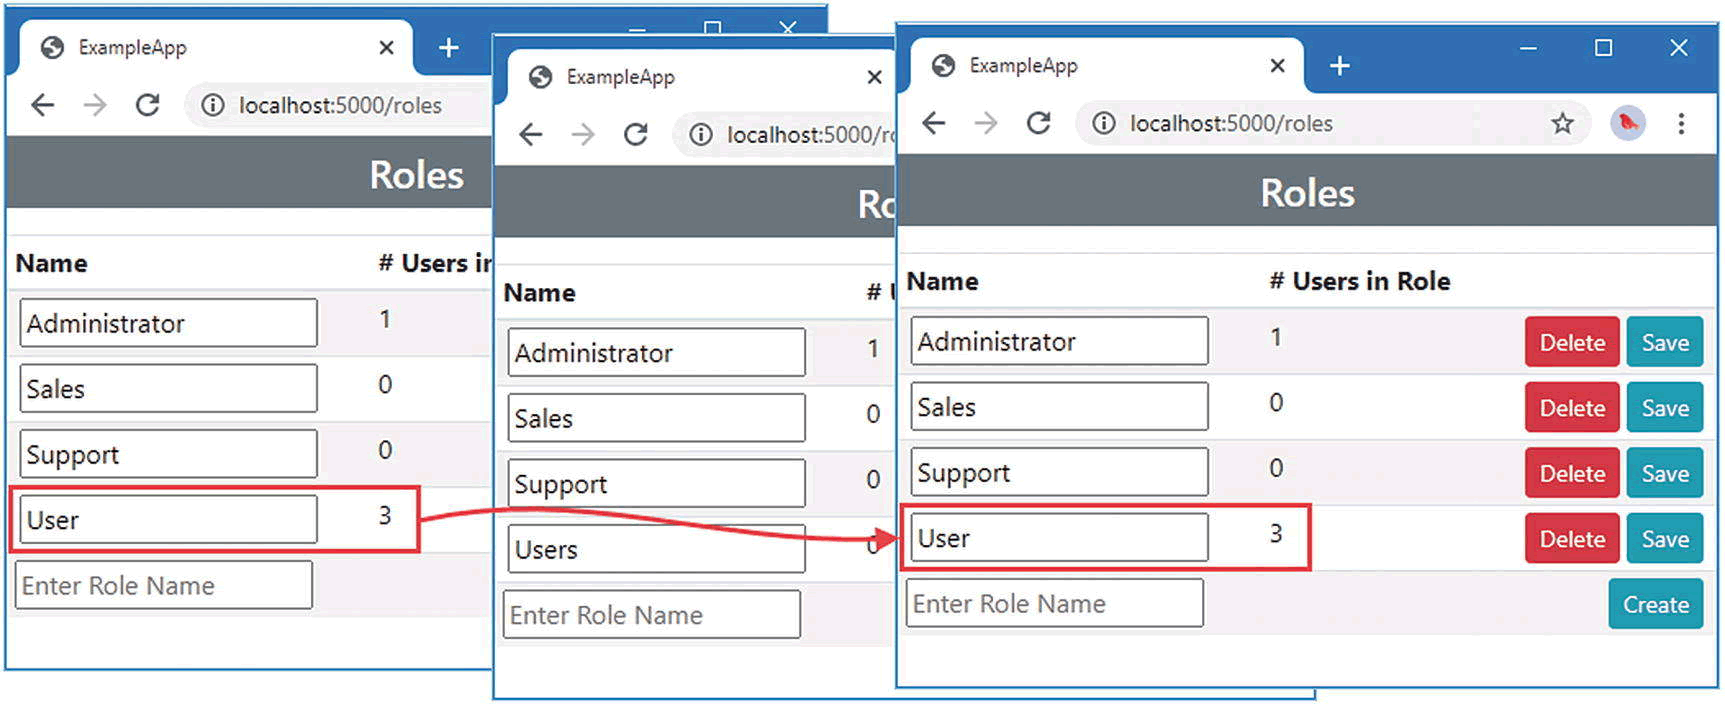 ExampleApp
localhost:5000/roles
Roles
Name # Users in
Administrator 1
Sales 0
Support 0
User 3
Enter Role Name
ExampleApp
localhost:5000/ro
Ro
Name #
Administrator 1
Sales 0
Support 0
Users 0
Enter Role Name
ExampleApp
localhost:5000/roles
Roles
Name # Users in Role
Administrator 1 Delete Save
Sales 0 Delete Save
Support 0 Delete Save
User 3 Delete Save
Enter Role Name Create